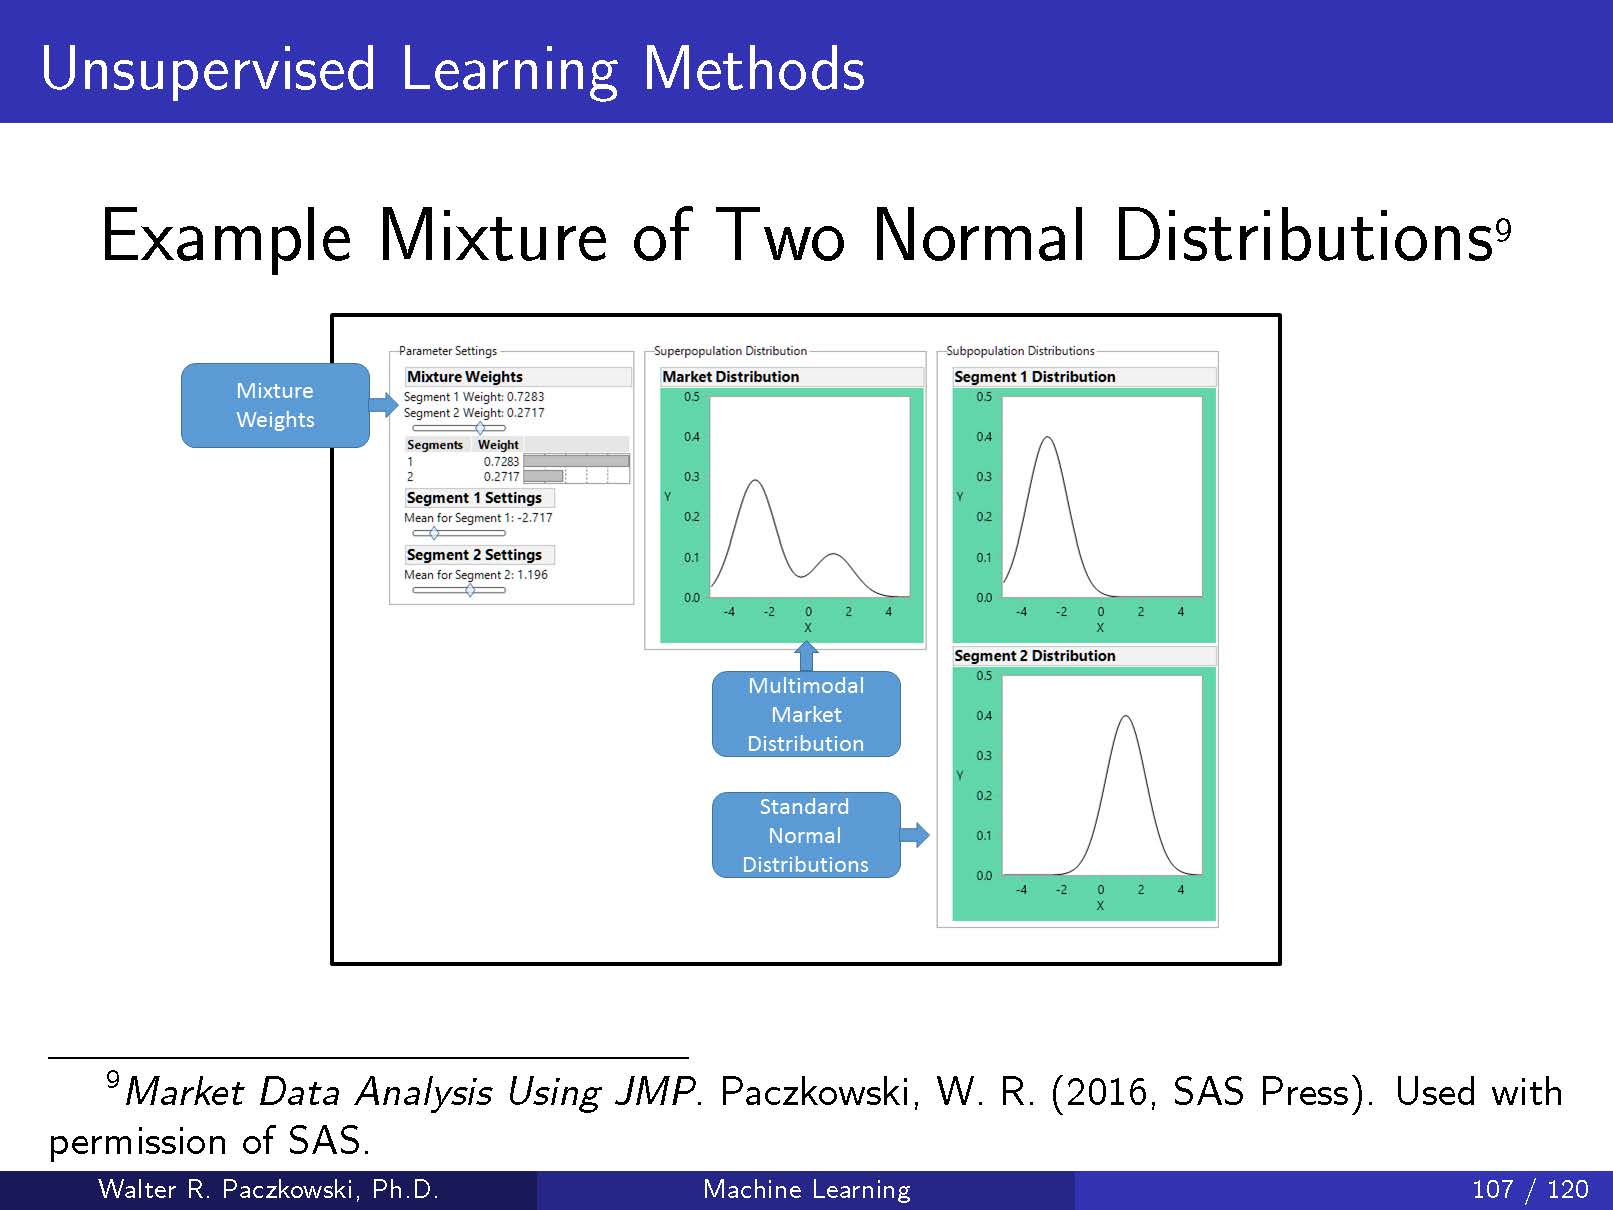 Unsupervised Learning Methods
Example Mixture of Two Normal Distributions9
Mixture
Weights
Parameter Settings
Mixture Weights
Segment 1 Weight: 0.7283
Segment 2 Weight: 0.2717
Segments Weight
1 0.7283
2 0.2717
Segment 1 Settings
Mean for Segment 1: -2.717
Segment 2 Settings
Mean for Segment 2: 1.196
Superpopulation Distribution
Market Distribution
0.5
0.4
0.3
Y
0.2
0.1
0.0
-4 -2 0 2 4
X
Multimodal
Market
Distribution
Standard
Normal
Distributions
Subpopulation Distributions
Segment 1 Distribution
0.5
0.4
0.3
Y
0.2
0.1
0.0
-4 -2 0 2 4
X
Segment 2 Distribution
0.5
0.4
0.3
Y
0.2
0.1
0.0
-4 -2 0 2 4
X
9Market Data Analysis Using JMP. Paczkowski, W. R. (2016, SAS Press). Used with
permission of SAS.
Walter R. Paczkowski, Ph.D. Machine Learning 107 / 120